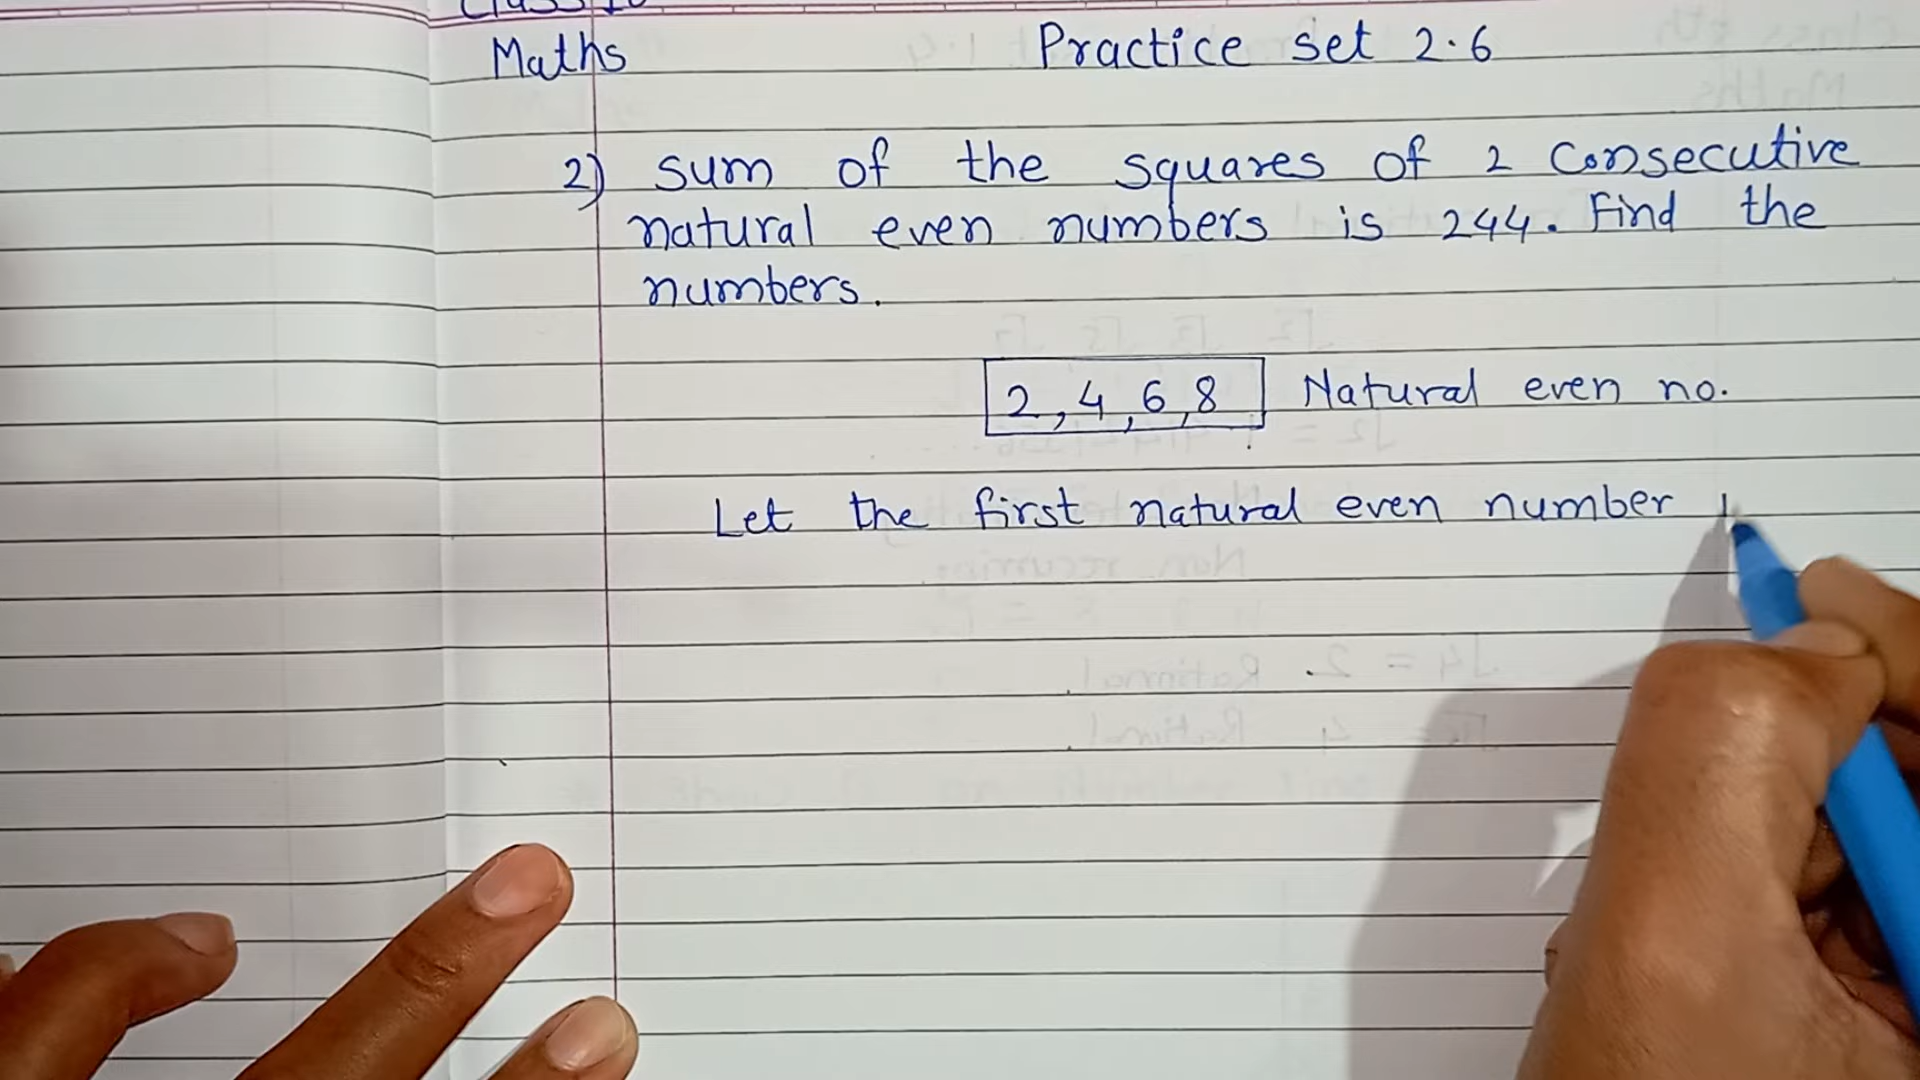 Maths Practice set 2.6
2) sum of the squares of 2 Consecutive
natural even numbers is 244. Find the
numbers.
2, 4, 6, 8 Natural even no.
Let the first natural even number